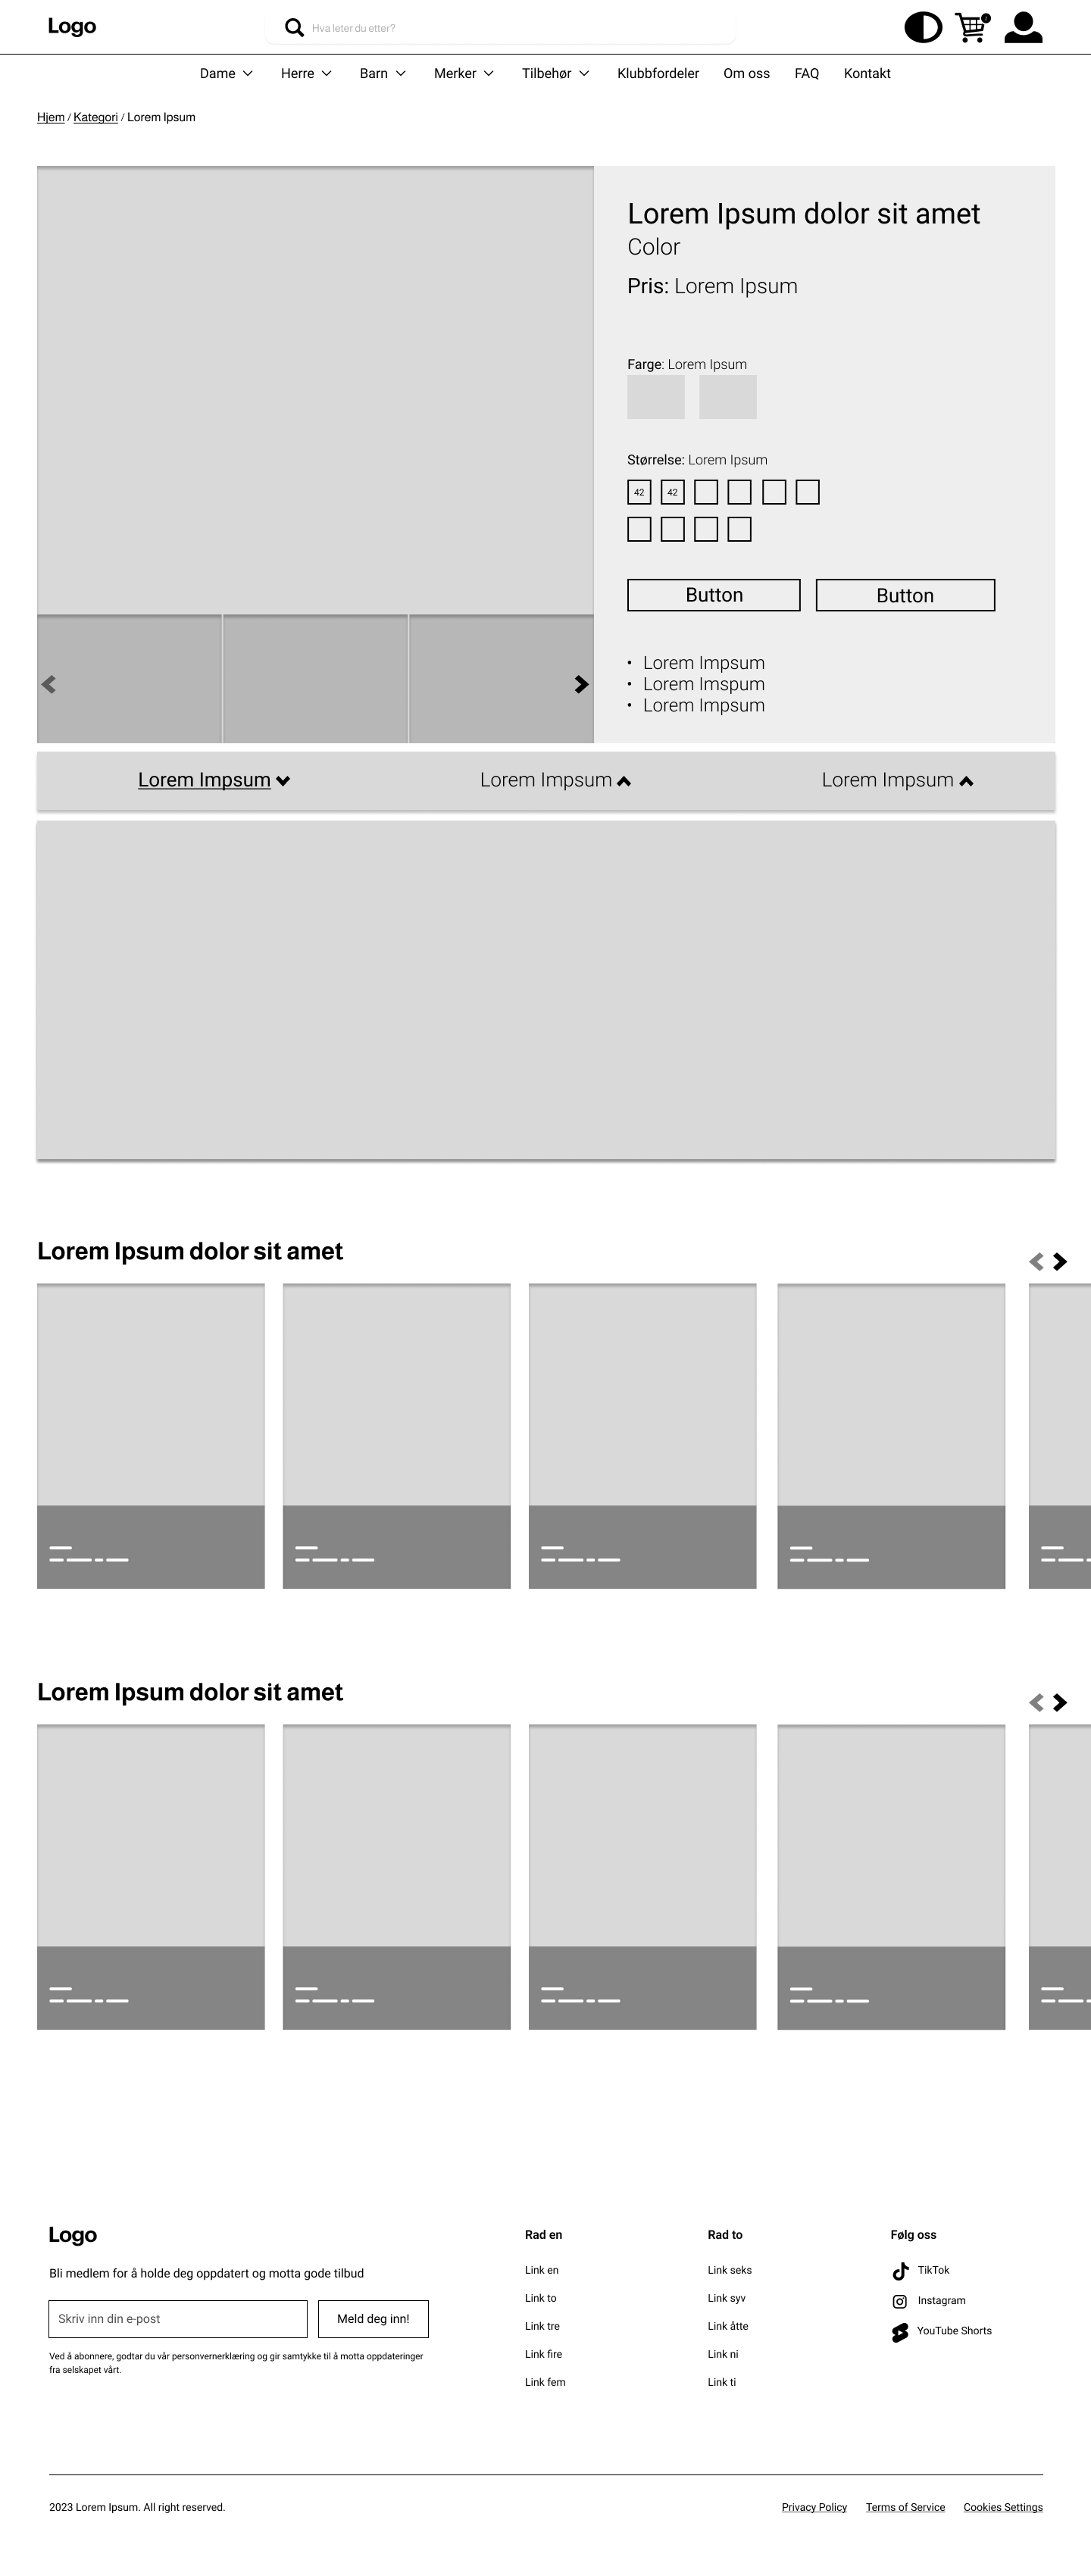 Logo
Hva leter du etter?
Dame Herre Barn Merker Tilbehør Klubbfordeler Om oss FAQ Kontakt
Hjem / Kategori / Lorem Ipsum
Lorem Ipsum dolor sit amet
Color
Pris: Lorem Ipsum
Farge: Lorem Ipsum
Størrelse: Lorem Ipsum
42 42
Button Button
• Lorem Impsum
• Lorem Imspum
• Lorem Impsum
Lorem Impsum Lorem Impsum Lorem Impsum
Lorem Ipsum dolor sit amet
Lorem Ipsum dolor sit amet
Logo
Bli medlem for å holde deg oppdatert og motta gode tilbud
Skriv inn din e-post
Meld deg inn!
Ved å abonnere, godtar du vår personvernerklæring og gir samtykke til å motta oppdateringer
fra selskapet vårt.
Rad en
Link en
Link to
Link tre
Link fire
Link fem
Rad to
Link seks
Link syv
Link åtte
Link ni
Link ti
Følg oss
TikTok
Instagram
YouTube Shorts
2023 Lorem Ipsum. All right reserved.
Privacy Policy Terms of Service Cookies Settings